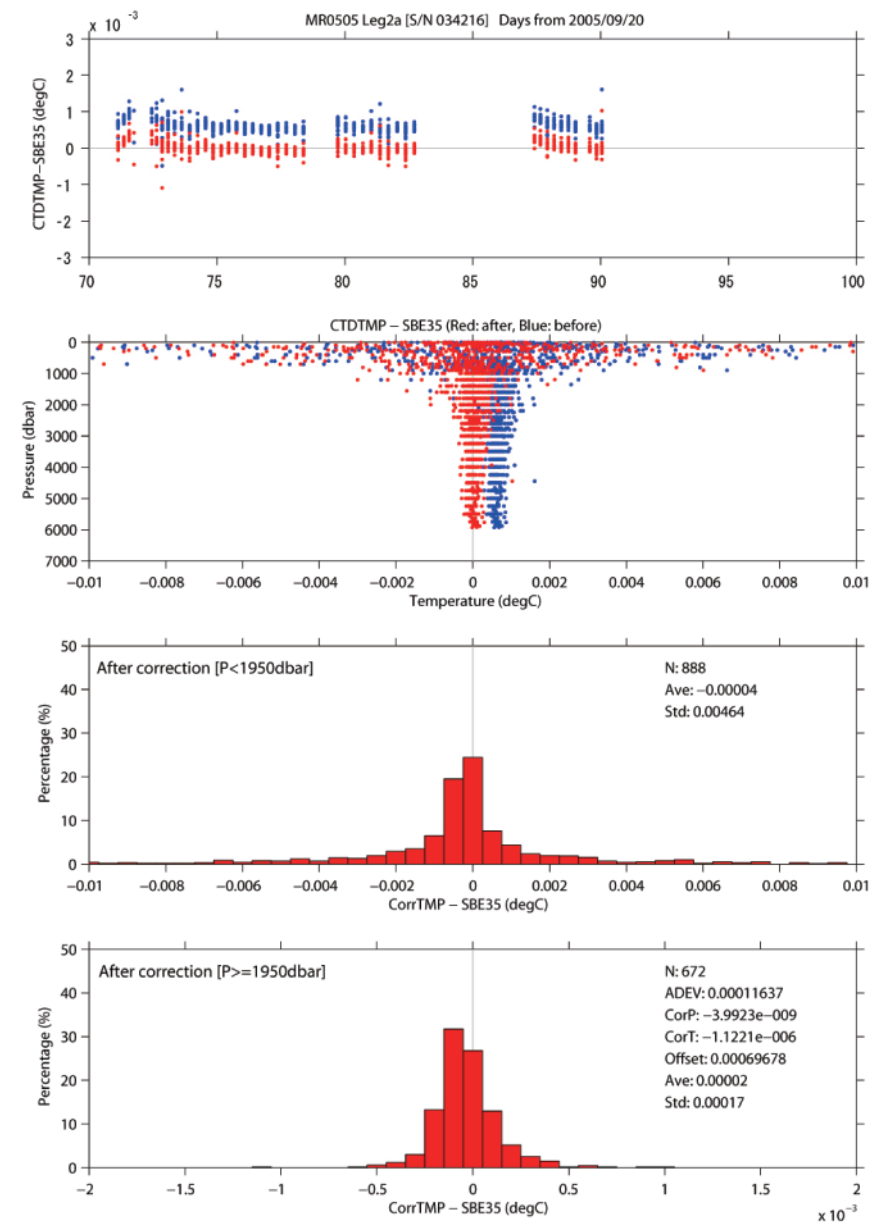 MR0505 Leg2a [S/N 034216] Days from 2005/09/20
x 10⁻³
3
2
1
0
-1
-2
-3
CTDTMP−SBE35 (degC)
70 75 80 85 90 95 100
CTDTMP − SBE35 (Red: after, Blue: before)
0
1000
2000
3000
4000
5000
6000
7000
Pressure (dbar)
−0.01 −0.008 −0.006 −0.004 −0.002 0 0.002 0.004 0.006 0.008 0.01
Temperature (degC)
After correction [P<1950dbar]
N: 888
Ave: −0.00004
Std: 0.00464
50
40
30
20
10
0
Percentage (%)
−0.01 −0.008 −0.006 −0.004 −0.002 0 0.002 0.004 0.006 0.008 0.01
CorrTMP − SBE35 (degC)
After correction [P>=1950dbar]
N: 672
ADEV: 0.00011637
CorP: −3.9923e−009
CorT: −1.1221e−006
Offset: 0.00069678
Ave: 0.00002
Std: 0.00017
50
40
30
20
10
0
Percentage (%)
−2 −1.5 −1 −0.5 0 0.5 1 1.5 2
CorrTMP − SBE35 (degC)
x 10⁻³